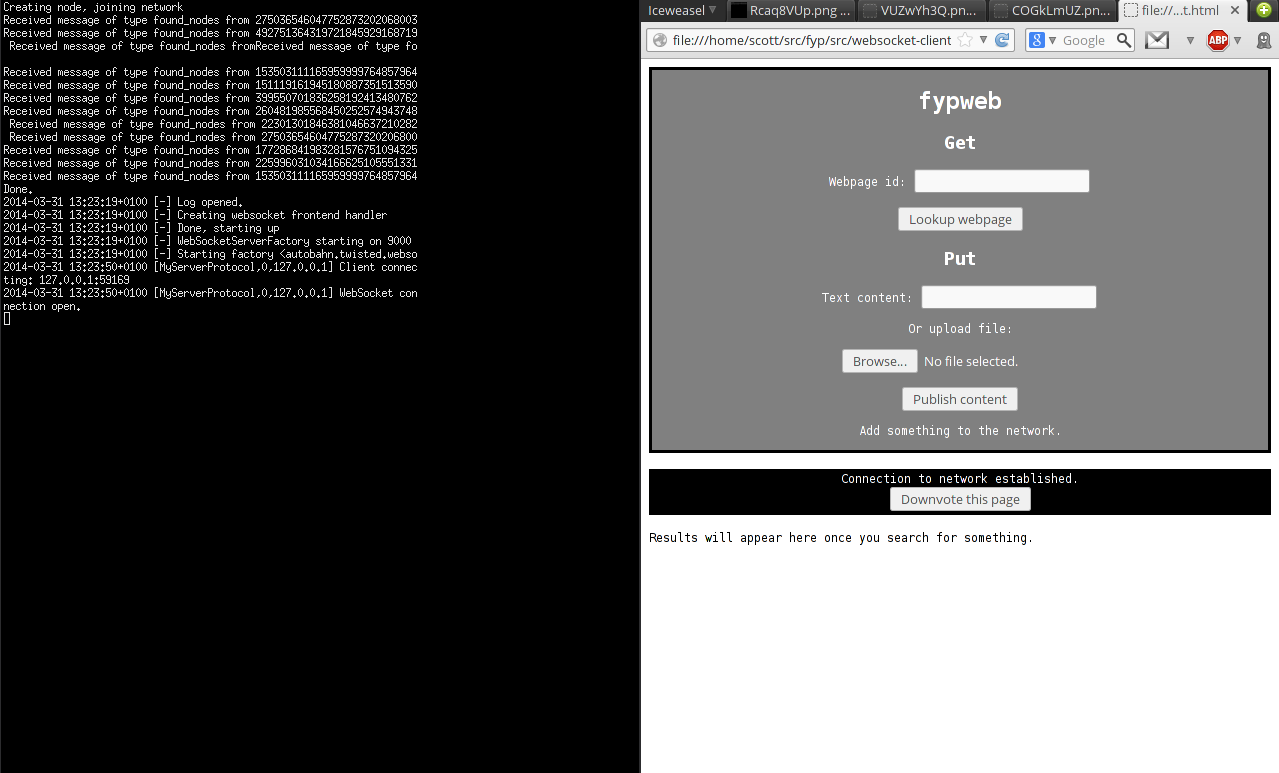 Creating node, joining network
Received message of type found_nodes from 2750365460477528732020680​03
Received message of type found_nodes from 492751364319721845929168719
 Received message of type found_nodes fromReceived message of type fo
Received message of type found_nodes from 153503111165959999764857964
Received message of type found_nodes from 151119161945180887351513590
Received message of type found_nodes from 399550701836258192413480762
Received message of type found_nodes from 260481985568450252574943748
 Received message of type found_nodes from 22301301846381046637210282
 Received message of type found_nodes from 27503654604775287320206800
Received message of type found_nodes from 177286841983281576751094325
Received message of type found_nodes from 225996031034166625105551331
Received message of type found_nodes from 153503111165959999764857964
Done.
2014-03-31 13:23:19+0100 [-] Log opened.
2014-03-31 13:23:19+0100 [-] Creating websocket frontend handler
2014-03-31 13:23:19+0100 [-] Done, starting up
2014-03-31 13:23:19+0100 [-] WebSocketServerFactory starting on 9000
2014-03-31 13:23:19+0100 [-] Starting factory <autobahn.twisted.webso
2014-03-31 13:23:50+0100 [MyServerProtocol,0,127.0.0.1] Client connec
ting: 127.0.0.1:59169
2014-03-31 13:23:50+0100 [MyServerProtocol,0,127.0.0.1] WebSocket con
nection open.
Iceweasel
Rcaq8VUp.png ...
VUZwYh3Q.pn...
COGkLmUZ.pn...
file://...t.html
file:///home/scott/src/fyp/src/websocket-client
8 Google
ABP
fypweb
Get
Webpage id:
Lookup webpage
Put
Text content:
Or upload file:
Browse... No file selected.
Publish content
Add something to the network.
Connection to network established.
Downvote this page
Results will appear here once you search for something.